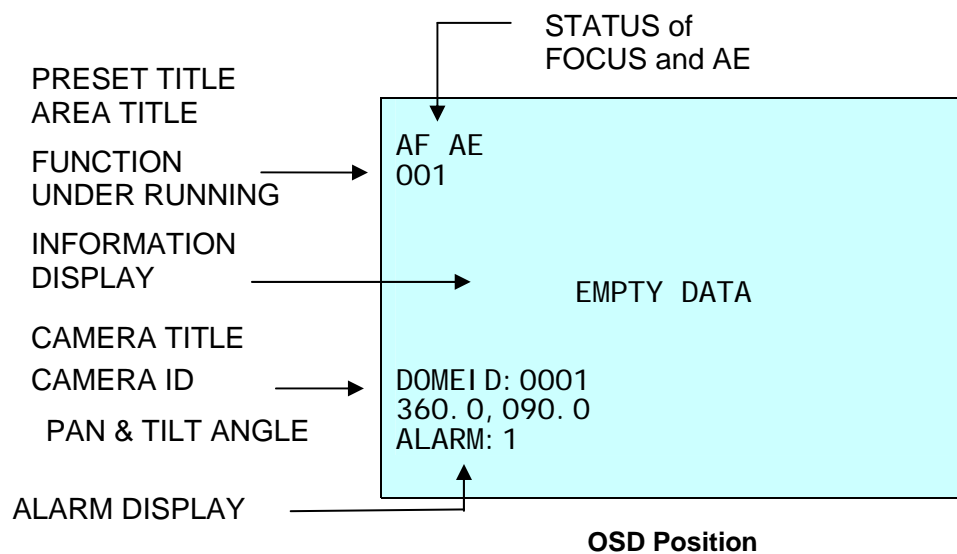 STATUS of
FOCUS and AE
PRESET TITLE
AREA TITLE
FUNCTION
UNDER RUNNING
INFORMATION
DISPLAY
CAMERA TITLE
CAMERA ID
PAN & TILT ANGLE
ALARM DISPLAY
AF AE
001
EMPTY DATA
DOMEID:0001
360.0,090.0
ALARM:1
OSD Position